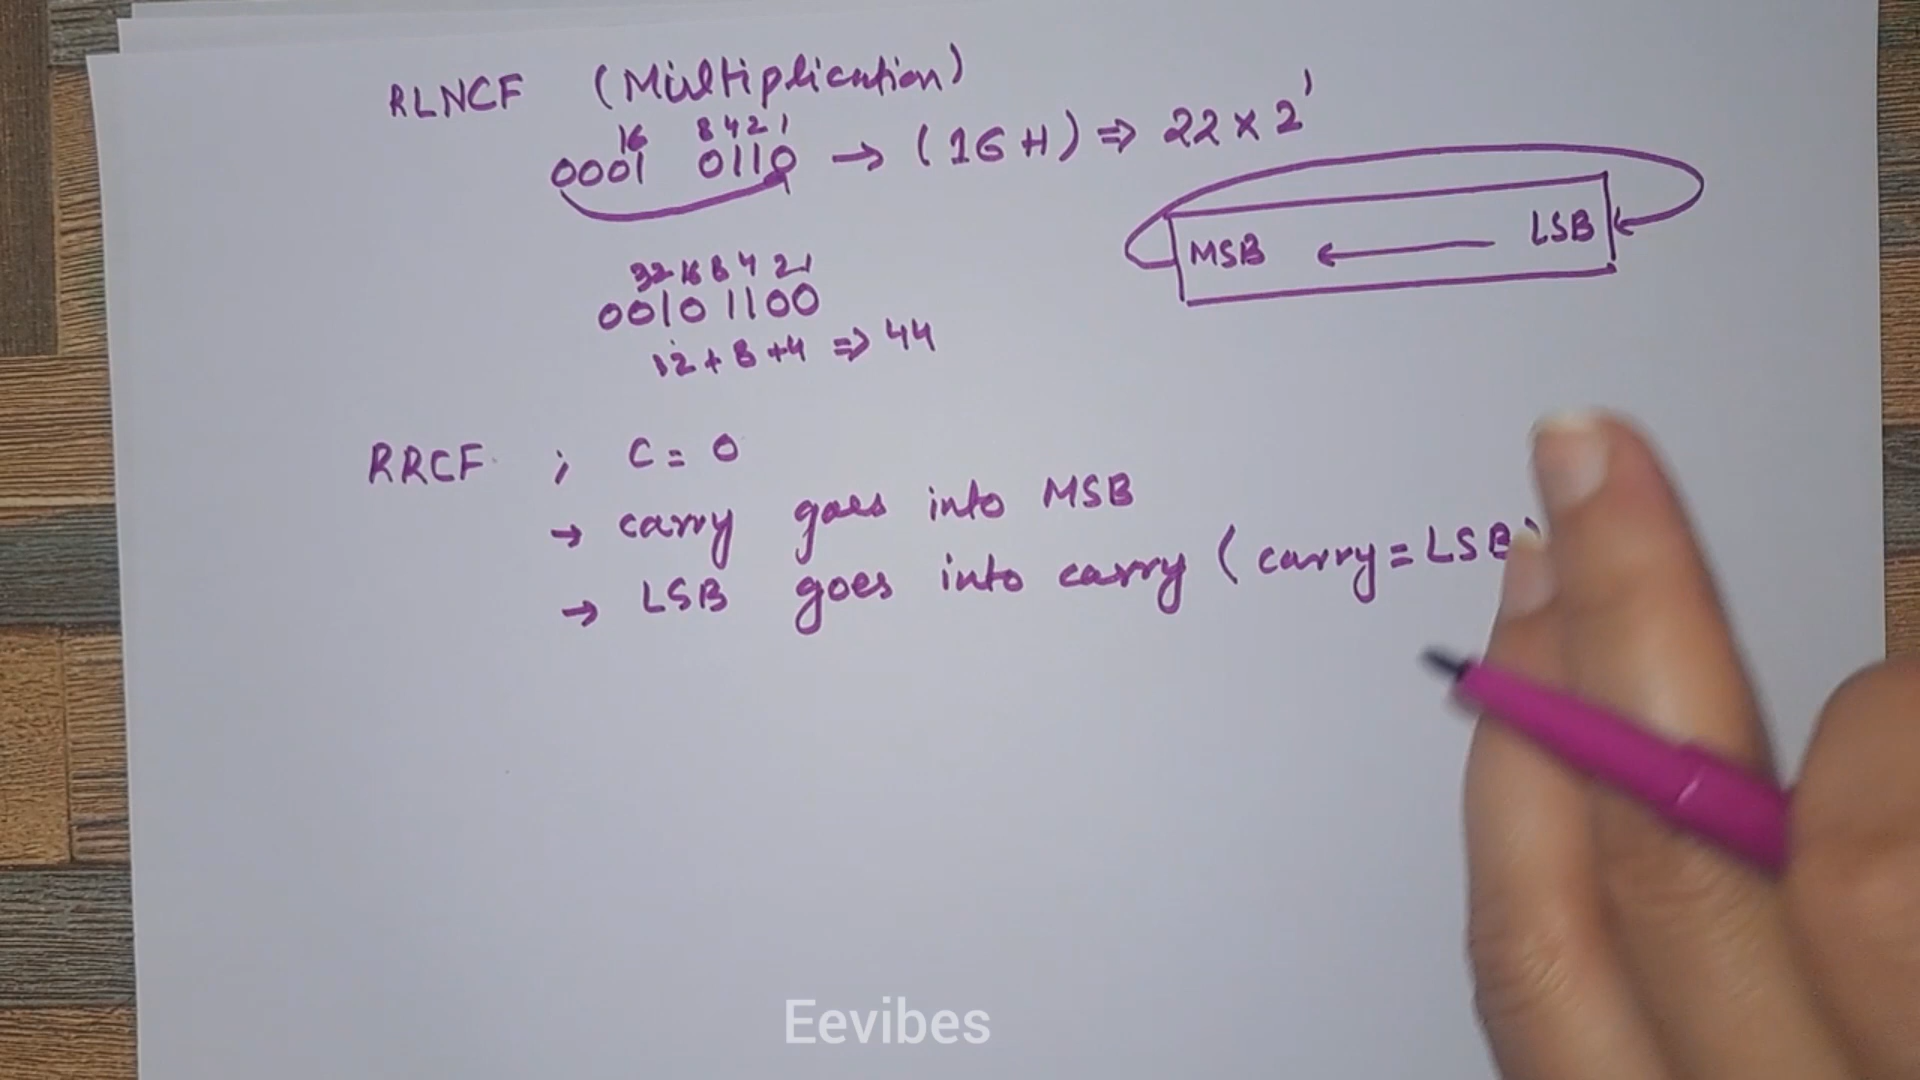 RLNCF (Multiplication)
16 8 4 2 1
0001 0110 → (16H) ⇒ 22 x 2¹
MSB ← LSB
32 16 8 4 2 1
0010 1100
12 + 8 + 4 ⇒ 44
RRCF ; C = 0
→ carry goes into MSB
→ LSB goes into carry (carry = LSB)
Eevibes